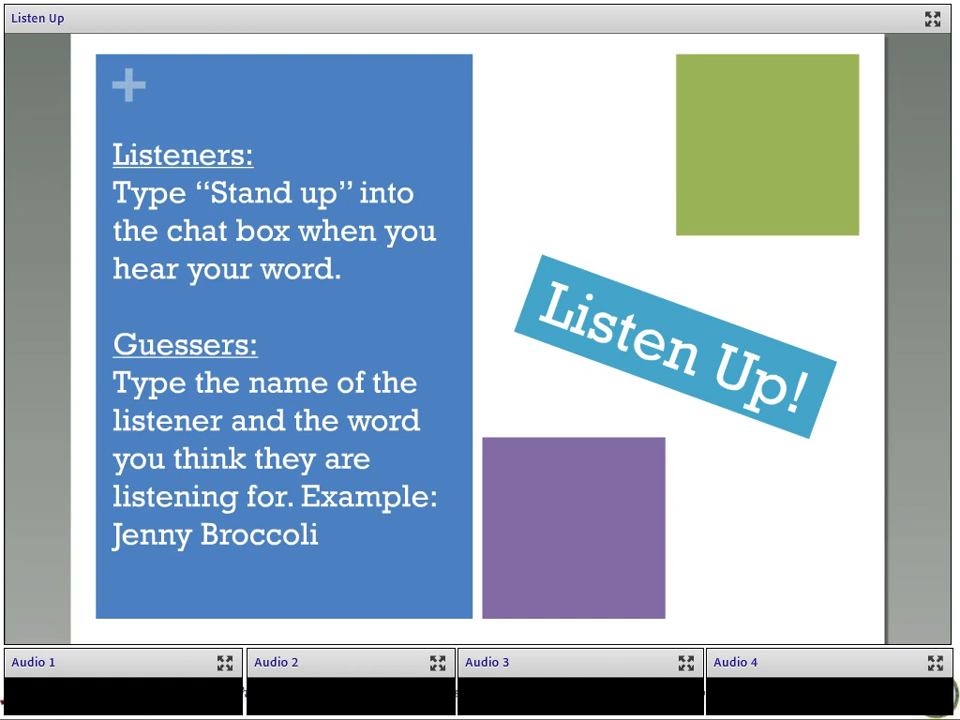 Listen Up
+
Listeners:
Type “Stand up” into
the chat box when you
hear your word.
Guessers:
Type the name of the
listener and the word
you think they are
listening for. Example:
Jenny Broccoli
Listen Up!
Audio 1
Audio 2
Audio 3
Audio 4